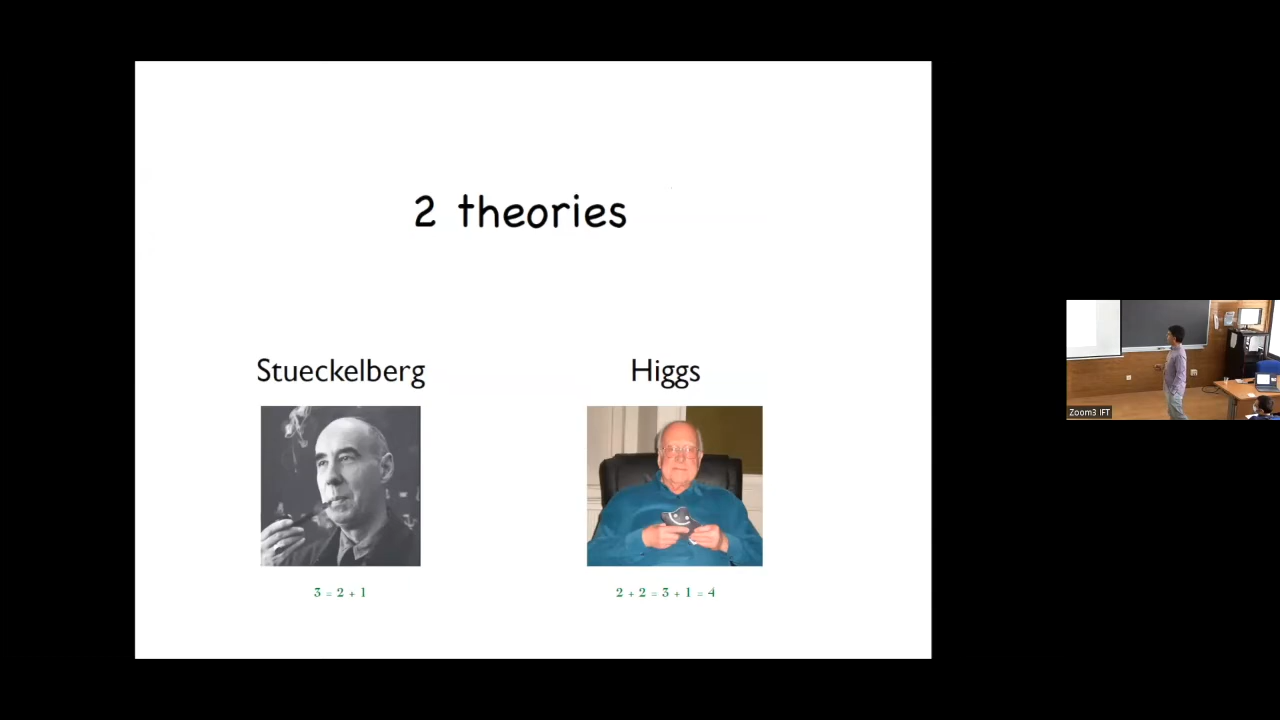 2 theories
Stueckelberg
Higgs
3 = 2 + 1
2 + 2 = 3 + 1 = 4
Zoom3 IFT